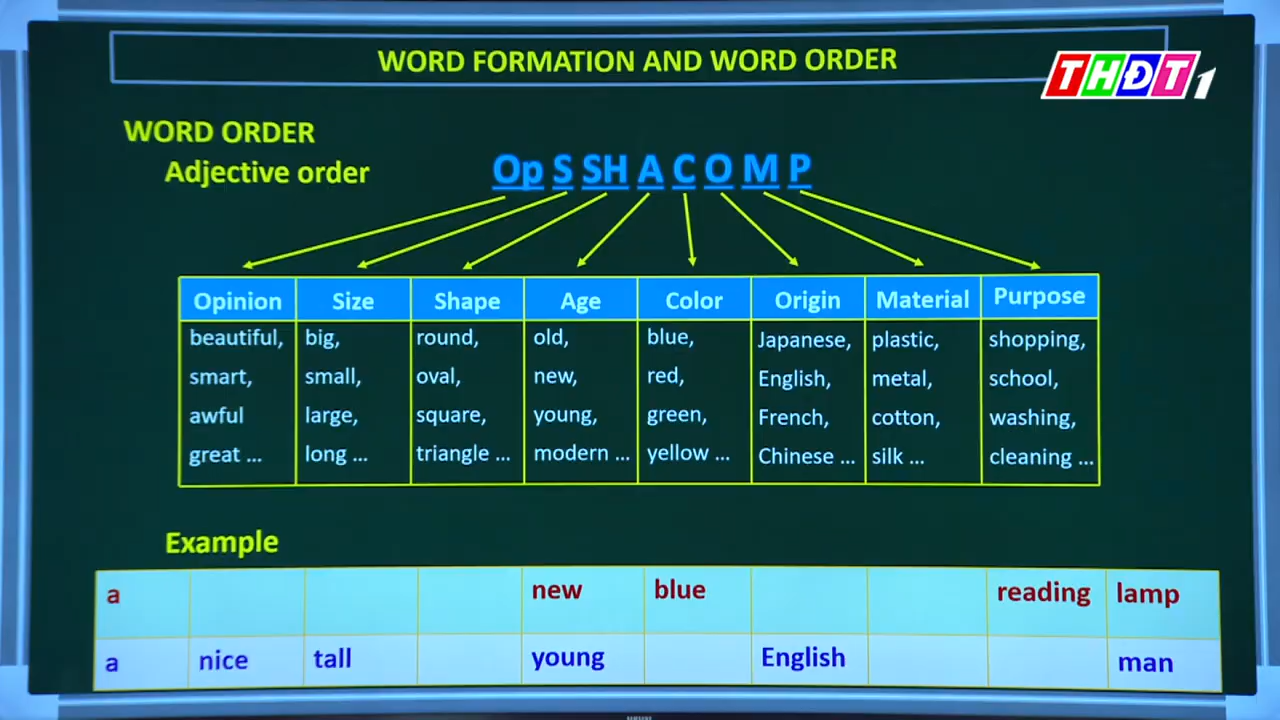 WORD FORMATION AND WORD ORDER
THĐT1
WORD ORDER
Adjective order
Op S SH A C O M P
Opinion Size Shape Age Color Origin Material Purpose
beautiful, big, round, old, blue, Japanese, plastic, shopping,
smart, small, oval, new, red, English, metal, school,
awful large, square, young, green, French, cotton, washing,
great ... long ... triangle ... modern ... yellow ... Chinese ... silk ... cleaning ...
Example
a new blue reading lamp
a nice tall young English man
SAMSUNG